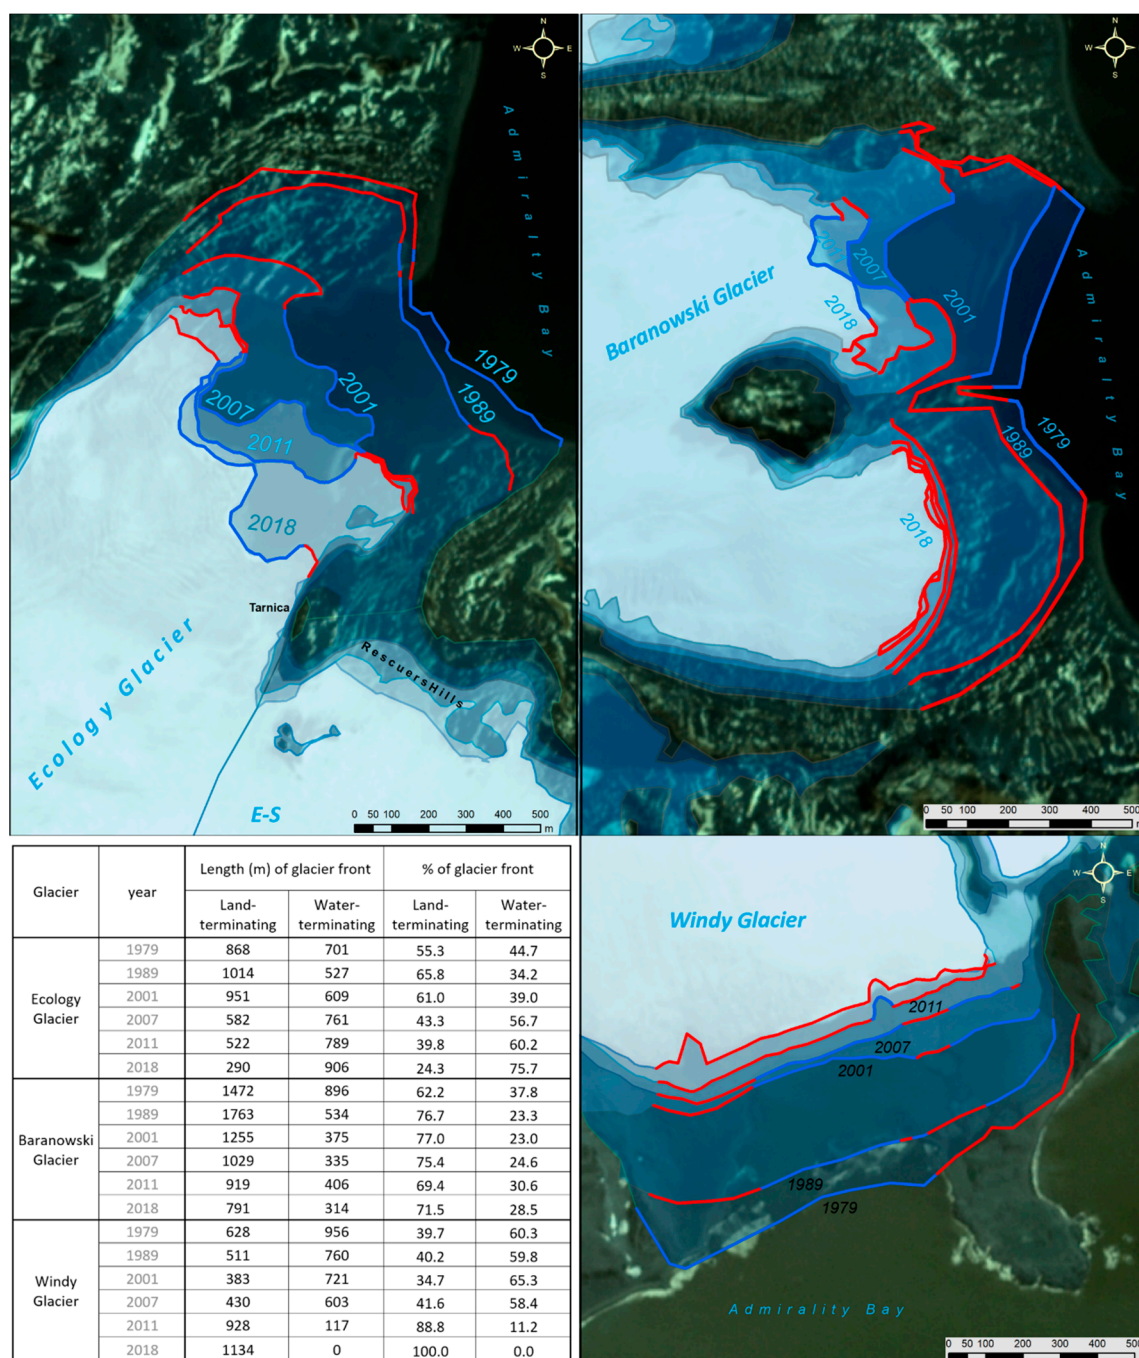 N
W E
S
Admiralty Bay
1979
1989
2001
2007
2011
2018
Tarnica
RescuersHills
Ecology Glacier
E-S
0 50 100 200 300 400 500
m
N
W E
S
Admiralty Bay
2011
2007
2001
2018
Baranowski Glacier
1979
1989
2018
Admiralty Bay
0 50 100 200 300 400 500
m
Glacier year Length (m) of glacier front % of glacier front
Land-terminating Water-terminating Land-terminating Water-terminating
Ecology Glacier
1979 868 701 55.3 44.7
1989 1014 527 65.8 34.2
2001 951 609 61.0 39.0
2007 582 761 43.3 56.7
2011 522 789 39.8 60.2
2018 290 906 24.3 75.7
Baranowski Glacier
1979 1472 896 62.2 37.8
1989 1763 534 76.7 23.3
2001 1255 375 77.0 23.0
2007 1029 335 75.4 24.6
2011 919 406 69.4 30.6
2018 791 314 71.5 28.5
Windy Glacier
1979 628 956 39.7 60.3
1989 511 760 40.2 59.8
2001 383 721 34.7 65.3
2007 430 603 41.6 58.4
2011 928 117 88.8 11.2
2018 1134 0 100.0 0.0
N
W E
S
Windy Glacier
2011
2007
2001
1989
1979
Admirality Bay
0 50 100 200 300 400 500
m